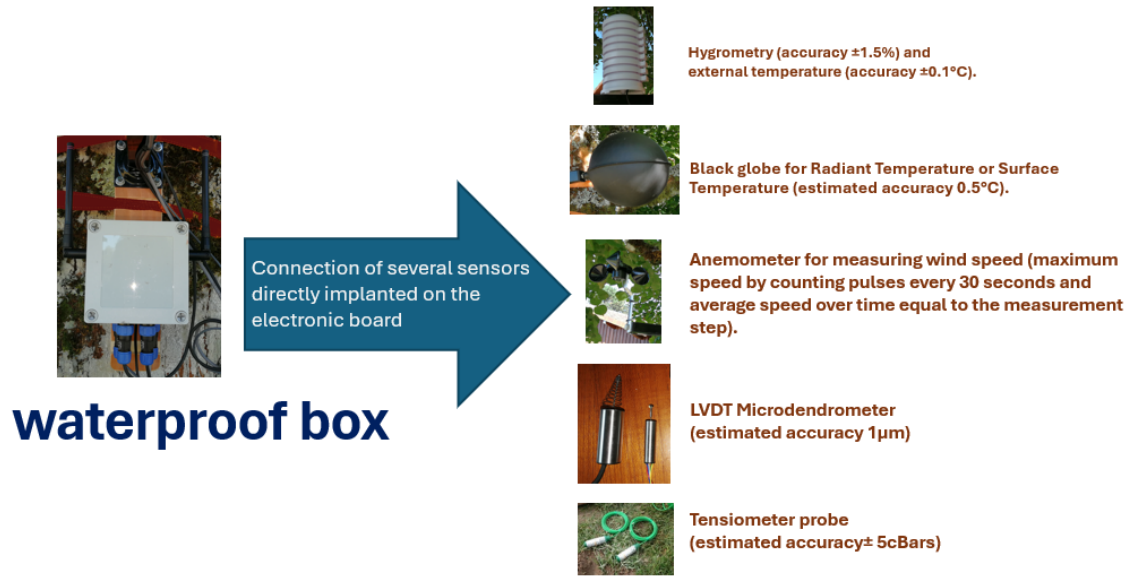 Hygrometry (accuracy ±1.5%) and
external temperature (accuracy ±0.1°C).
Black globe for Radiant Temperature or Surface
Temperature (estimated accuracy 0.5°C).
Connection of several sensors
directly implanted on the
electronic board
Anemometer for measuring wind speed (maximum
speed by counting pulses every 30 seconds and
average speed over time equal to the measurement
step).
waterproof box
LVDT Microdendrometer
(estimated accuracy 1µm)
Tensiometer probe
(estimated accuracy± 5cBars)